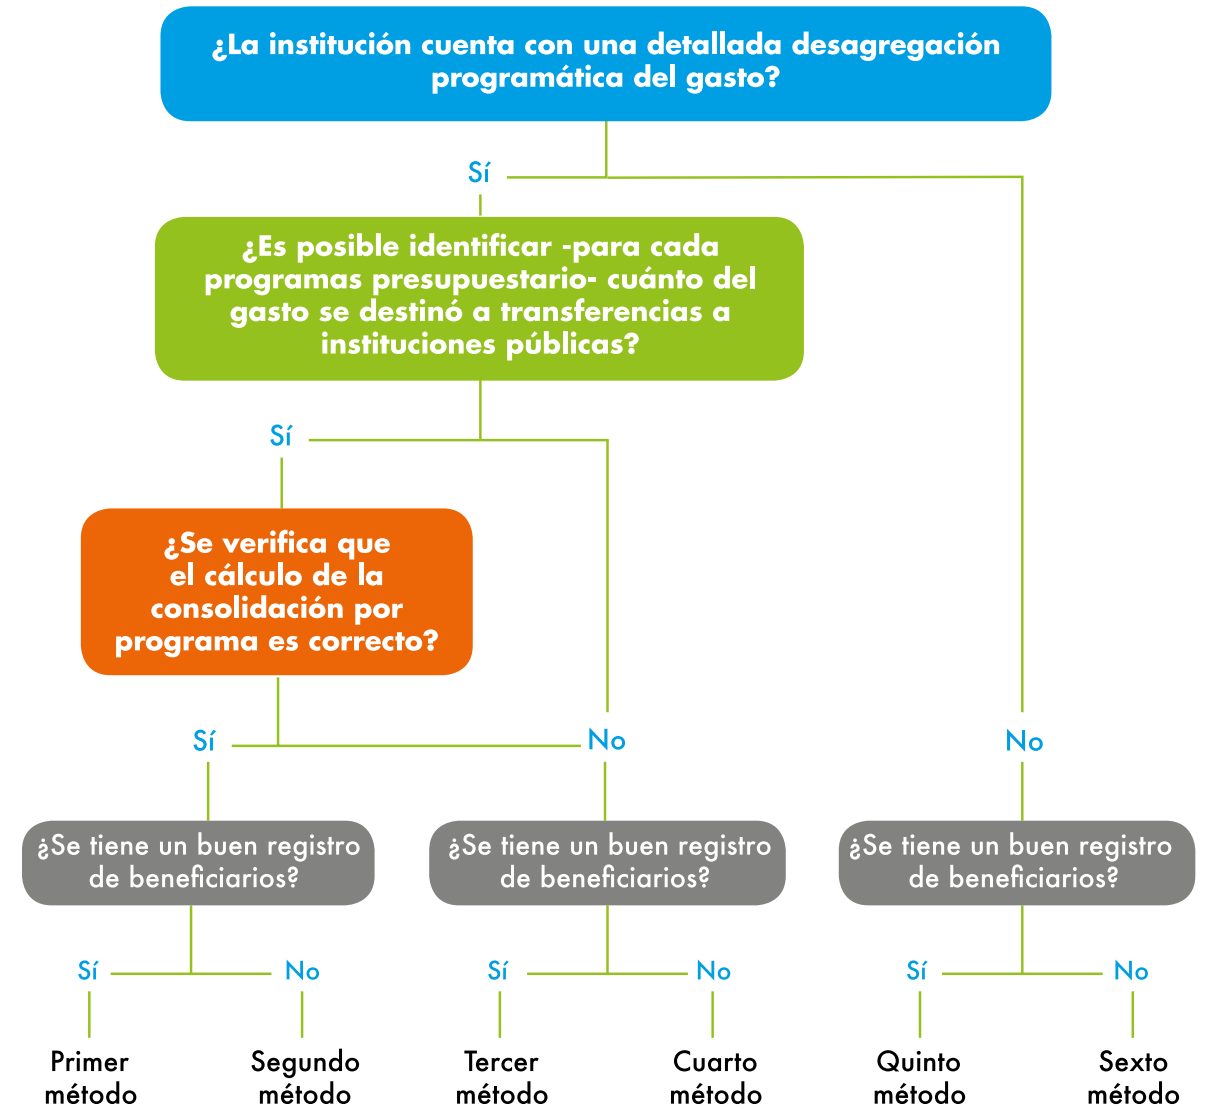 ¿La institución cuenta con una detallada desagregación
programática del gasto?
Sí
¿Es posible identificar -para cada
programas presupuestario- cuánto del
gasto se destinó a transferencias a
instituciones públicas?
Sí
¿Se verifica que
el cálculo de la
consolidación por
programa es correcto?
Sí
No
No
¿Se tiene un buen registro
de beneficiarios?
¿Se tiene un buen registro
de beneficiarios?
¿Se tiene un buen registro
de beneficiarios?
Sí
No
Sí
No
Sí
No
Primer
método
Segundo
método
Tercer
método
Cuarto
método
Quinto
método
Sexto
método